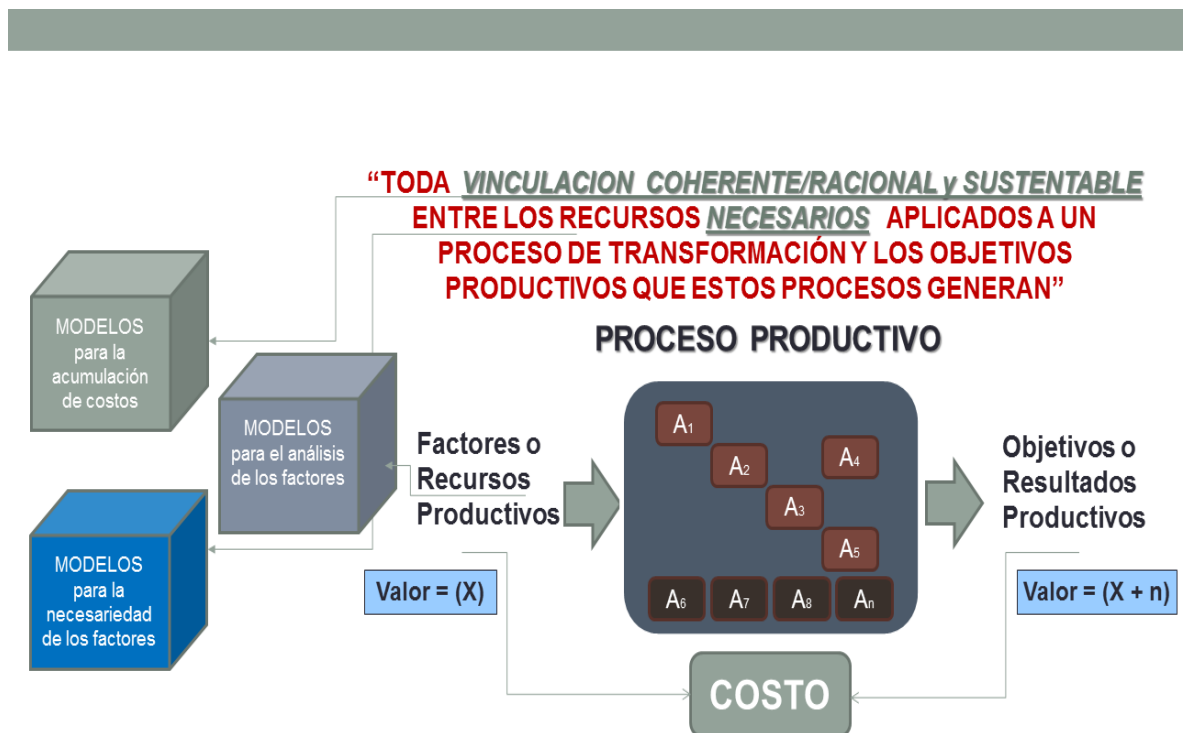 “TODA VINCULACION COHERENTE/RACIONAL y SUSTENTABLE
ENTRE LOS RECURSOS NECESARIOS APLICADOS A UN
PROCESO DE TRANSFORMACIÓN Y LOS OBJETIVOS
PRODUCTIVOS QUE ESTOS PROCESOS GENERAN”
MODELOS
para la
acumulación
de costos
MODELOS
para el análisis
de los factores
MODELOS
para la
necesariedad
de los factores
PROCESO PRODUCTIVO
Factores o
Recursos
Productivos
Valor = (X)
A1
A2
A4
A3
A5
A6 A7 A8 An
Objetivos o
Resultados
Productivos
Valor = (X + n)
COSTO